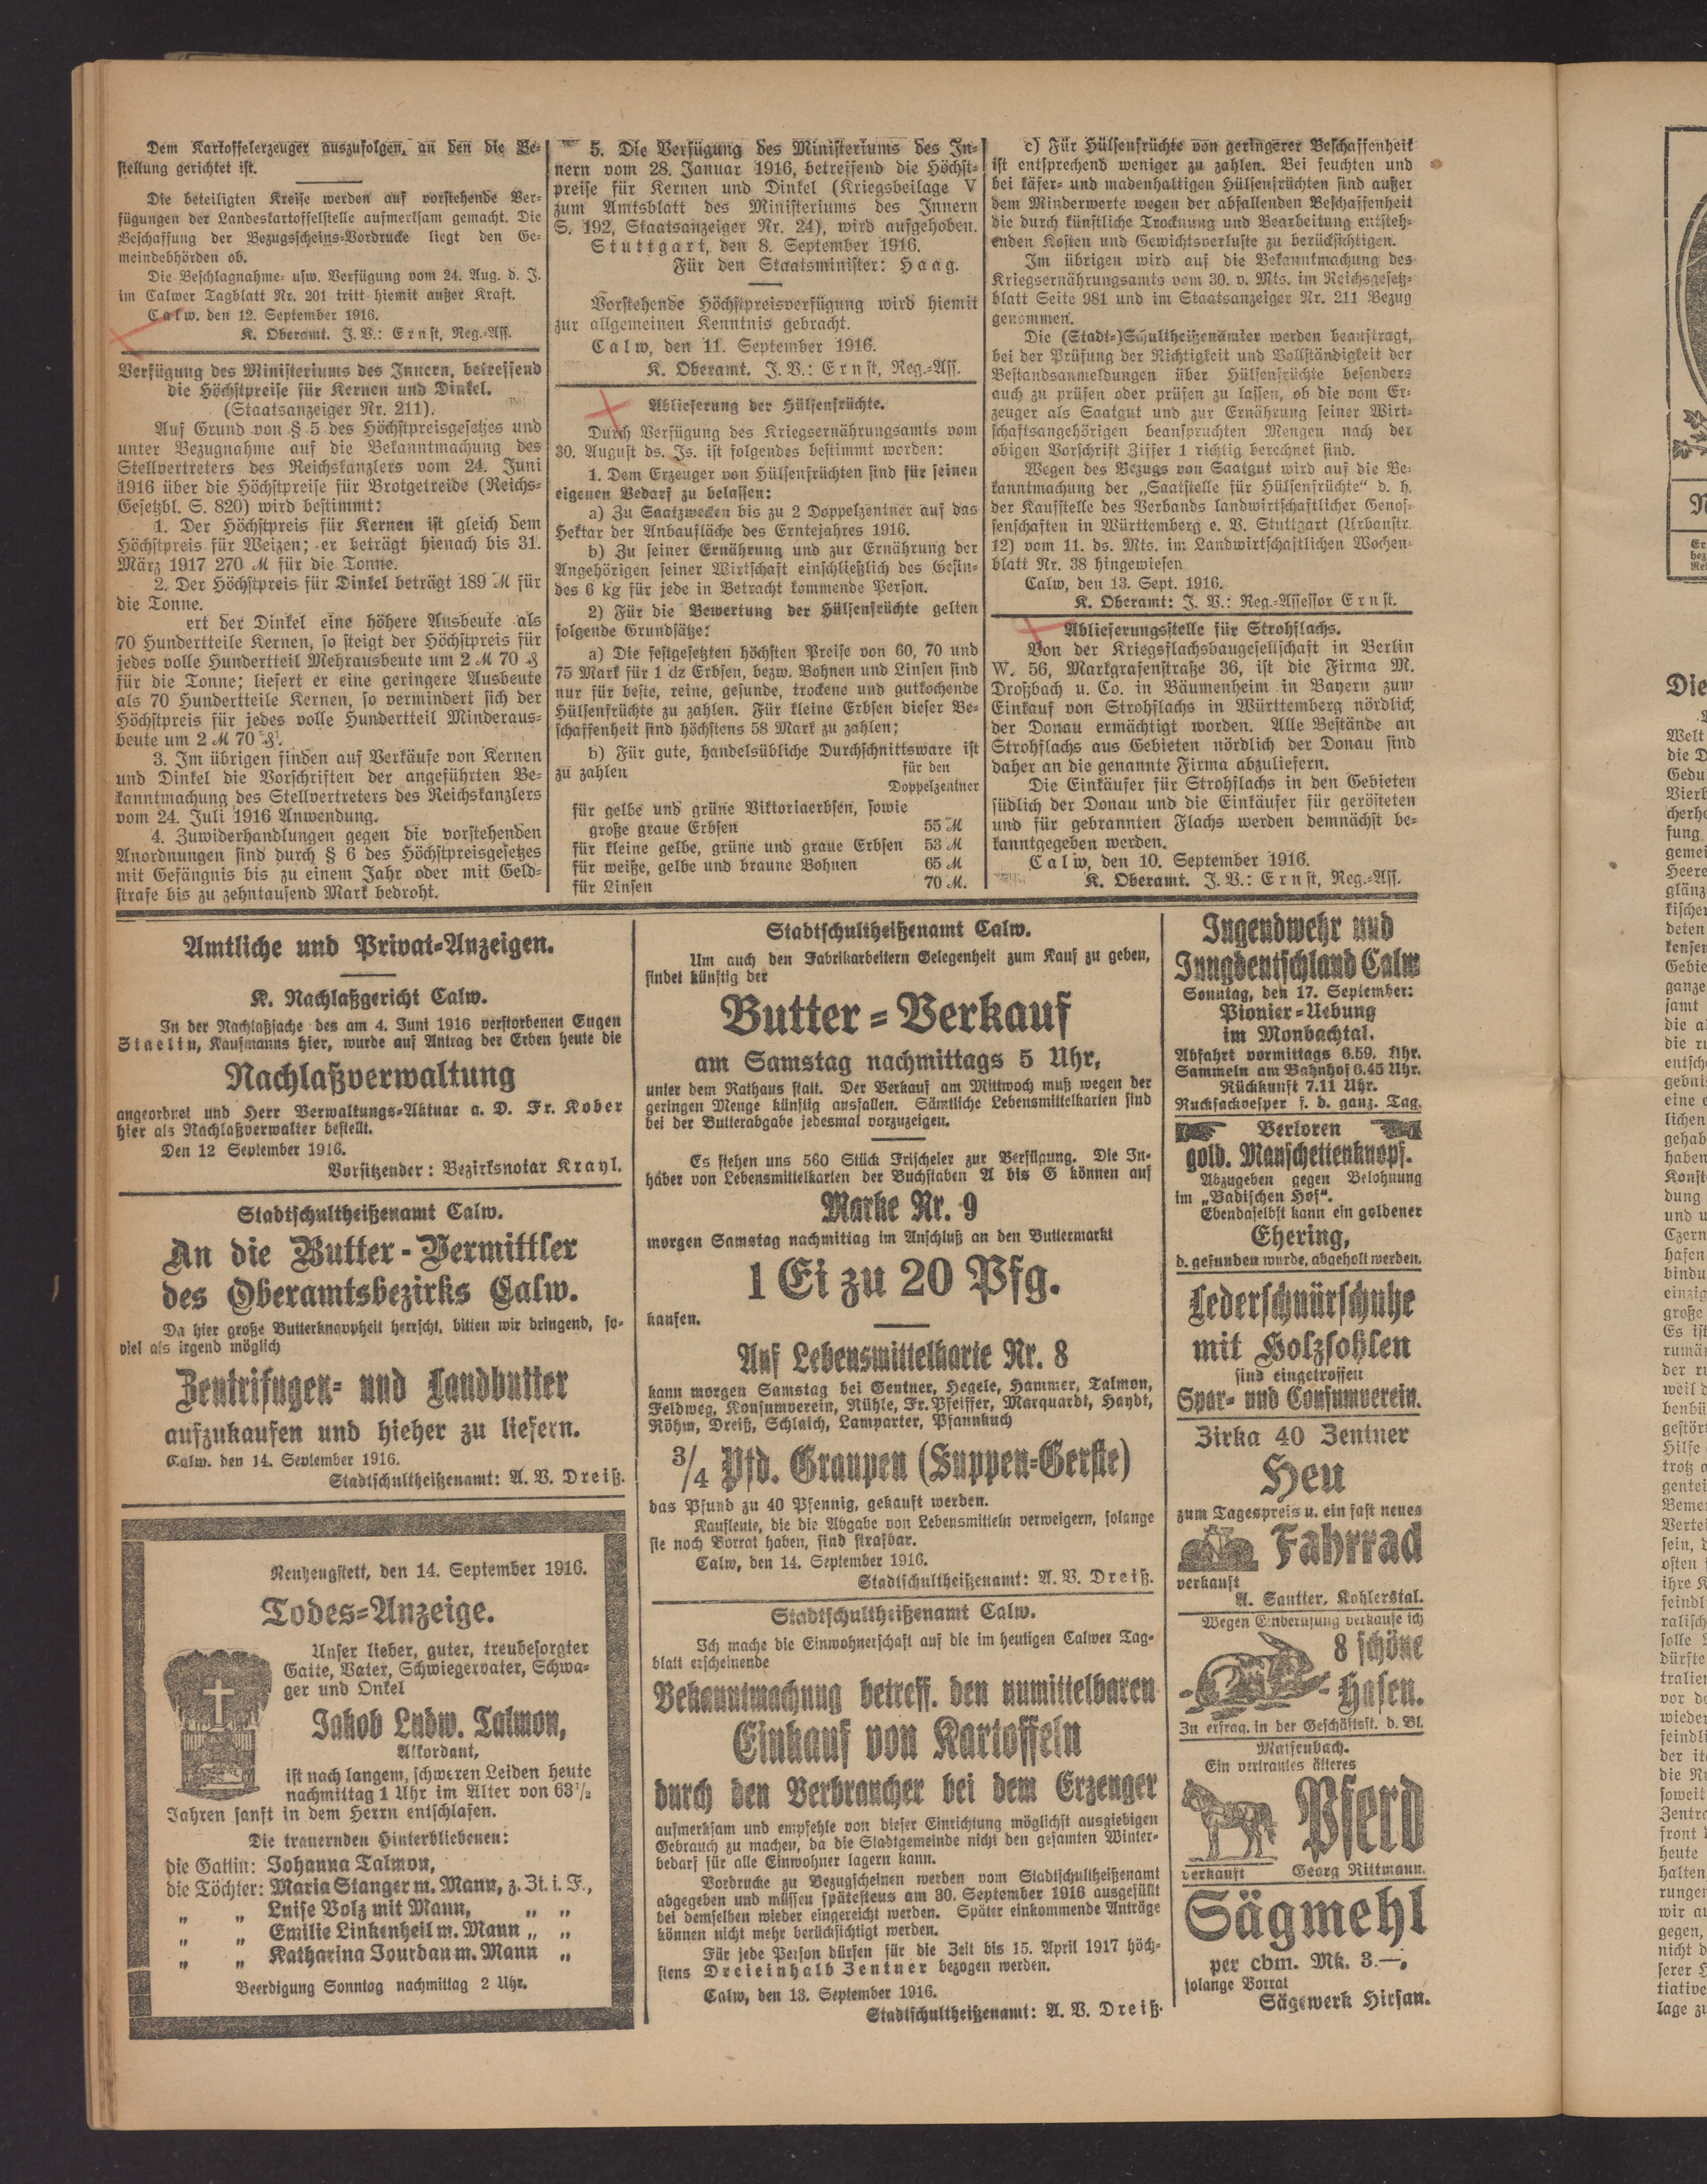 Dem Kartoffelerzeuger auszufolgen, an den die Be-
stellung gerichtet ist.
Die beteiligten Kreise werden auf vorstehende Ver-
fügungen der Landeskartoffelstelle aufmerksam gemacht. Die
Beschaffung der Bezugsscheins-Vordrucke liegt den Ge-
meindebehörden ob.
Die Beschlagnahme- usw. Verfügung vom 24. Aug. d. J.
im Calwer Tagblatt Nr. 201 tritt hiemit außer Kraft.
Calw. den 12. September 1916.
K. Oberamt. J. V.: Ernst, Reg.-Ass.
Verfügung des Ministeriums des Innern, betreffend
die Höchstpreise für Kernen und Dinkel.
(Staatsanzeiger Nr. 211).
Auf Grund von § 5 des Höchstpreisgesetzes und
unter Bezugnahme auf die Bekanntmachung des
Stellvertreters des Reichskanzlers vom 24. Juni
1916 über die Höchstpreise für Brotgetreide (Reichs-
Gesetzbl. S. 820) wird bestimmt:
1. Der Höchstpreis für Kernen ist gleich dem
Höchstpreis für Weizen; er beträgt hienach bis 31.
März 1917 270 M für die Tonne.
2. Der Höchstpreis für Dinkel beträgt 189 M für
die Tonne.
ert der Dinkel eine höhere Ausbeute als
70 Hundertteile Kernen, so steigt der Höchstpreis für
jedes volle Hundertteil Mehrausbeute um 2 M 70 ₰
für die Tonne; liefert er eine geringere Ausbeute
als 70 Hundertteile Kernen, so vermindert sich der
Höchstpreis für jedes volle Hundertteil Minderaus-
beute um 2 M 70 ₰.
3. Im übrigen finden auf Verkäufe von Kernen
und Dinkel die Vorschriften der angeführten Be-
kanntmachung des Stellvertreters des Reichskanzlers
vom 24. Juli 1916 Anwendung.
4. Zuwiderhandlungen gegen die vorstehenden
Anordnungen sind durch § 6 des Höchstpreisgesetzes
mit Gefängnis bis zu einem Jahr oder mit Geld-
strafe bis zu zehntausend Mark bedroht.
5. Die Verfügung des Ministeriums des In-
nern vom 28. Januar 1916, betreffend die Höchst-
preise für Kernen und Dinkel (Kriegsbeilage V
zum Amtsblatt des Ministeriums des Innern
S. 192, Staatsanzeiger Nr. 24), wird aufgehoben.
Stuttgart, den 8. September 1916.
Für den Staatsminister: Haag.
Vorstehende Höchstpreisverfügung wird hiemit
zur allgemeinen Kenntnis gebracht.
Calw, den 11. September 1916.
K. Oberamt. J. V.: Ernst, Reg.-Ass.
Ablieferung der Hülsenfrüchte.
Durch Verfügung des Kriegsernährungsamts vom
30. August ds. Js. ist folgendes bestimmt worden:
1. Dem Erzeuger von Hülsenfrüchten sind für seinen
eigenen Bedarf zu belassen:
a) Zu Saatzwecken bis zu 2 Doppelzentner auf das
Hektar der Anbaufläche des Erntejahres 1916.
b) Zu seiner Ernährung und zur Ernährung der
Angehörigen seiner Wirtschaft einschließlich des Gesin-
des 6 kg für jede in Betracht kommende Person.
2) Für die Bewertung der Hülsenfrüchte gelten
folgende Grundsätze:
a) Die festgesetzten höchsten Preise von 60, 70 und
75 Mark für 1 dz Erbsen, bezw. Bohnen und Linsen sind
nur für beste, reine, gesunde, trockene und gutkochende
Hülsenfrüchte zu zahlen. Für kleine Erbsen dieser Be-
schaffenheit sind höchstens 58 Mark zu zahlen;
b) Für gute, handelsübliche Durchschnittsware ist
zu zahlen für den
Doppelzentner
für gelbe und grüne Viktoriaerbsen, sowie
große graue Erbsen 55 M
für kleine gelbe, grüne und graue Erbsen 53 M
für weiße, gelbe und braune Bohnen 65 M
für Linsen 70 M.
c) Für Hülsenfrüchte von geringerer Beschaffenheit
ist entsprechend weniger zu zahlen. Bei feuchten und
bei käfer- und madenhaltigen Hülsenfrüchten sind außer
dem Minderwerte wegen der abfallenden Beschaffenheit
die durch künstliche Trocknung und Bearbeitung entsteh-
enden Kosten und Gewichtsverluste zu berücksichtigen.
Im übrigen wird auf die Bekanntmachung des
Kriegsernährungsamts vom 30. v. Mts. im Reichsgesetz-
blatt Seite 981 und im Staatsanzeiger Nr. 211 Bezug
genommen.
Die (Stadt-)Schultheißenämter werden beauftragt,
bei der Prüfung der Richtigkeit und Vollständigkeit der
Bestandsanmeldungen über Hülsenfrüchte besonders
auch zu prüfen oder prüfen zu lassen, ob die vom Er-
zeuger als Saatgut und zur Ernährung seiner Wirt-
schaftsangehörigen beanspruchten Mengen nach der
obigen Vorschrift Ziffer 1 richtig berechnet sind.
Wegen des Bezugs von Saatgut wird auf die Be-
kanntmachung der „Saatstelle für Hülsenfrüchte“ d. h.
der Kaufstelle des Verbands landwirtschaftlicher Genos-
senschaften in Württemberg e. V. Stuttgart (Urbanstr.
12) vom 11. ds. Mts. im Landwirtschaftlichen Wochen-
blatt Nr. 38 hingewiesen
Calw, den 13. Sept. 1916.
K. Oberamt: J. V.: Reg.-Assessor Ernst.
Ablieferungsstelle für Strohflachs.
Von der Kriegsflachsbaugesellschaft in Berlin
W. 56, Markgrafenstraße 36, ist die Firma M.
Droßbach u. Co. in Bäumenheim in Bayern zum
Einkauf von Strohflachs in Württemberg nördlich
der Donau ermächtigt worden. Alle Bestände an
Strohflachs aus Gebieten nördlich der Donau sind
daher an die genannte Firma abzuliefern.
Die Einkäufer für Strohflachs in den Gebieten
südlich der Donau und die Einkäufer für gerösteten
und für gebrannten Flachs werden demnächst be-
kanntgegeben werden.
Calw, den 10. September 1916.
K. Oberamt. J. V.: Ernst, Reg.-Ass.
Amtliche und Privat-Anzeigen.
K. Nachlaßgericht Calw.
In der Nachlaßsache des am 4. Juni 1916 verstorbenen Eugen
Staelin, Kaufmanns hier, wurde auf Antrag der Erben heute die
Nachlaßverwaltung
angeordnet und Herr Verwaltungs-Aktuar a. D. Fr. Kober
hier als Nachlaßverwalter bestellt.
Den 12 September 1916.
Vorsitzender: Bezirksnotar Krayl.
Stadtschultheißenamt Calw.
An die Butter-Vermittler
des Oberamtsbezirks Calw.
Da hier große Butterknappheit herrscht, bitten wir dringend, so-
viel als irgend möglich
Zentrifugen- und Landbutter
aufzukaufen und hieher zu liefern.
Calw. den 14. September 1916.
Stadtschultheißenamt: A. V. Dreiß.
Neuhengstett, den 14. September 1916.
Todes-Anzeige.
Unser lieber, guter, treubesorgter
Gatte, Vater, Schwiegervater, Schwa-
ger und Onkel
Jakob Ludw. Talmon,
Akkordant,
ist nach langem, schweren Leiden heute
nachmittag 1 Uhr im Alter von 63½
Jahren sanft in dem Herrn entschlafen.
Die trauernden Hinterbliebenen:
die Gattin: Johanna Talmon,
die Töchter: Maria Stanger m. Mann, z. Zt. i. F.,
„ „ Luise Volz mit Mann, „ „
„ „ Emilie Linkenheil m. Mann „ „
„ „ Katharina Jourdan m. Mann „
Beerdigung Sonntag nachmittag 2 Uhr.
Stadtschultheißenamt Calw.
Um auch den Fabrikarbeitern Gelegenheit zum Kauf zu geben,
findet künftig der
Butter-Verkauf
am Samstag nachmittags 5 Uhr,
unter dem Rathaus statt. Der Verkauf am Mittwoch muß wegen der
geringen Menge künftig ausfallen. Sämtliche Lebensmittelkarten sind
bei der Butterabgabe jedesmal vorzuzeigen.
Es stehen uns 560 Stück Frischeier zur Verfügung. Die In-
haber von Lebensmittelkarten der Buchstaben A bis G können auf
Marke Nr. 9
morgen Samstag nachmittag im Anschluß an den Buttermarkt
1 Ei zu 20 Pfg.
kaufen.
Auf Lebensmittelkarte Nr. 8
kann morgen Samstag bei Gentner, Hegele, Hammer, Talmon,
Feldweg, Konsumverein, Rühle, Fr. Pfeiffer, Marquardt, Haydt,
Röhm, Dreiß, Schlaich, Lamparter, Pfannkuch
3/4 Pfd. Graupen (Suppen-Gerste)
das Pfund zu 40 Pfennig, gekauft werden.
Kaufleute, die die Abgabe von Lebensmitteln verweigern, solange
sie noch Vorrat haben, sind strafbar.
Calw, den 14. September 1916.
Stadtschultheißenamt: A. V. Dreiß.
Stadtschultheißenamt Calw.
Ich mache die Einwohnerschaft auf die im heutigen Calwer Tag-
blatt erscheinende
Bekanntmachung betreff. den unmittelbaren
Einkauf von Kartoffeln
durch den Verbraucher bei dem Erzeuger
aufmerksam und empfehle von dieser Einrichtung möglichst ausgiebigen
Gebrauch zu machen, da die Stadtgemeinde nicht den gesamten Winter-
bedarf für alle Einwohner lagern kann.
Vordrucke zu Bezugscheinen werden vom Stadtschultheißenamt
abgegeben und müssen spätestens am 30. September 1916 ausgefüllt
bei demselben wieder eingereicht werden. Später einkommende Anträge
können nicht mehr berücksichtigt werden.
Für jede Person dürfen für die Zeit bis 15. April 1917 höch-
stens Dreieinhalb Zentner bezogen werden.
Calw, den 13. September 1916.
Stadtschultheißenamt: A. V. Dreiß.
Jugendwehr und
Jungdeutschland Calw
Sonntag, den 17. September:
Pionier-Uebung
im Monbachtal.
Abfahrt vormittags 6.59. Uhr.
Sammeln am Bahnhof 6.45 Uhr.
Rückkunft 7.11 Uhr.
Rucksackvesper f. d. ganz. Tag.
Verloren
gold. Manschettenknopf.
Abzugeben gegen Belohnung
im „Badischen Hof“.
Ebendaselbst kann ein goldener
Ehering,
d. gefunden wurde, abgeholt werden.
Lederschnürschuhe
mit Holzsohlen
sind eingetroffen
Spar- und Consumverein.
Zirka 40 Zentner
Heu
zum Tagespreis u. ein fast neues
Fahrrad
verkauft
A. Sautter, Kohlerstal.
Wegen Einberufung verkaufe ich
8 schöne
Hasen.
Zu erfrag. in der Geschäftsst. d. Bl.
Maisenbach.
Ein vertrautes älteres
Pferd
verkauft Georg Rittmann.
Sägmehl
per cbm. Mk. 3.—,
solange Vorrat
Sägewerk Hirsau.